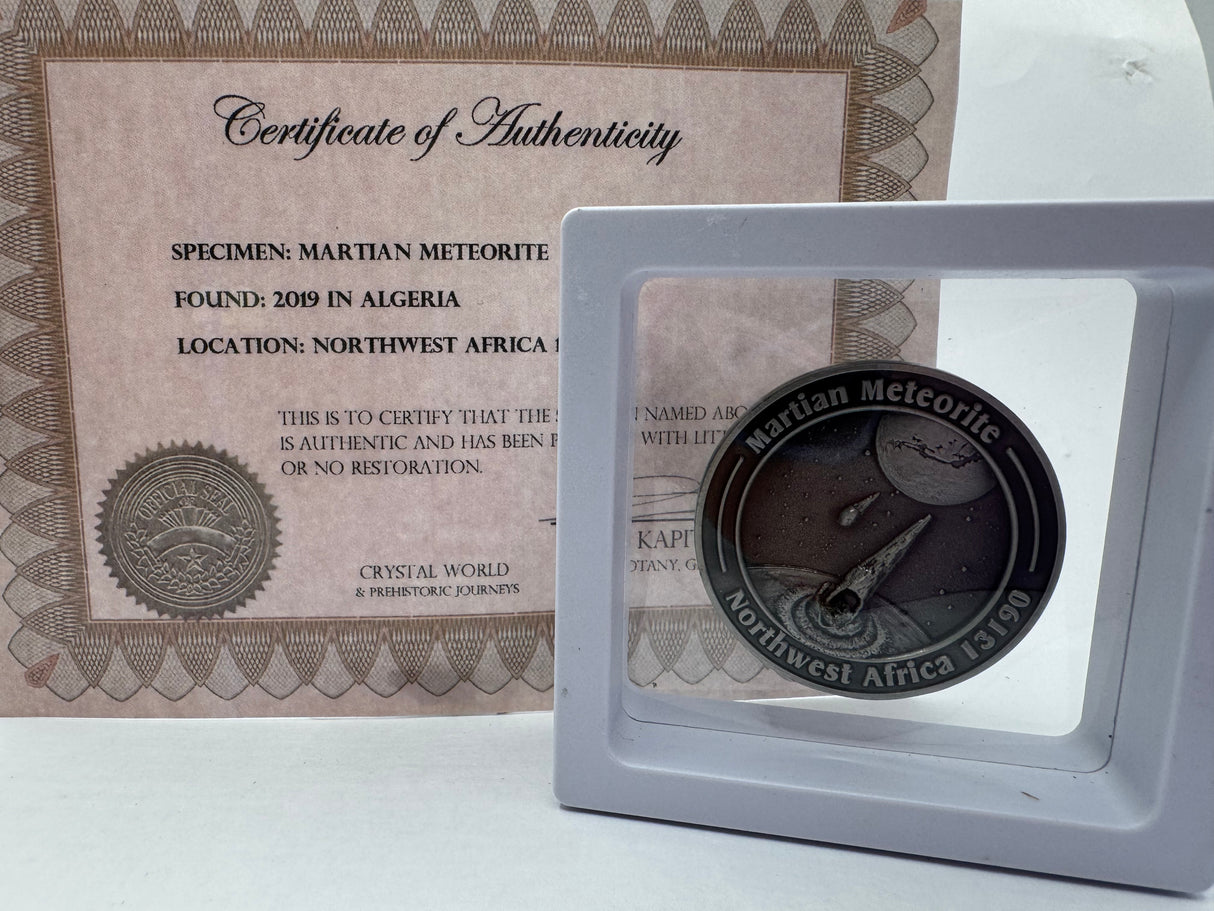 Certificate of Authenticity
SPECIMEN: MARTIAN METEORITE
FOUND: 2019 IN ALGERIA
LOCATION: NORTHWEST AFRICA
THIS IS TO CERTIFY THAT THE NAMED
IS AUTHENTIC AND HAS BEEN WITH
OR NO RESTORATION.
OFFICIAL SEAL
CRYSTAL WORLD
& PREHISTORIC JOURNEYS
Martian Meteorite
Northwest Africa 13190